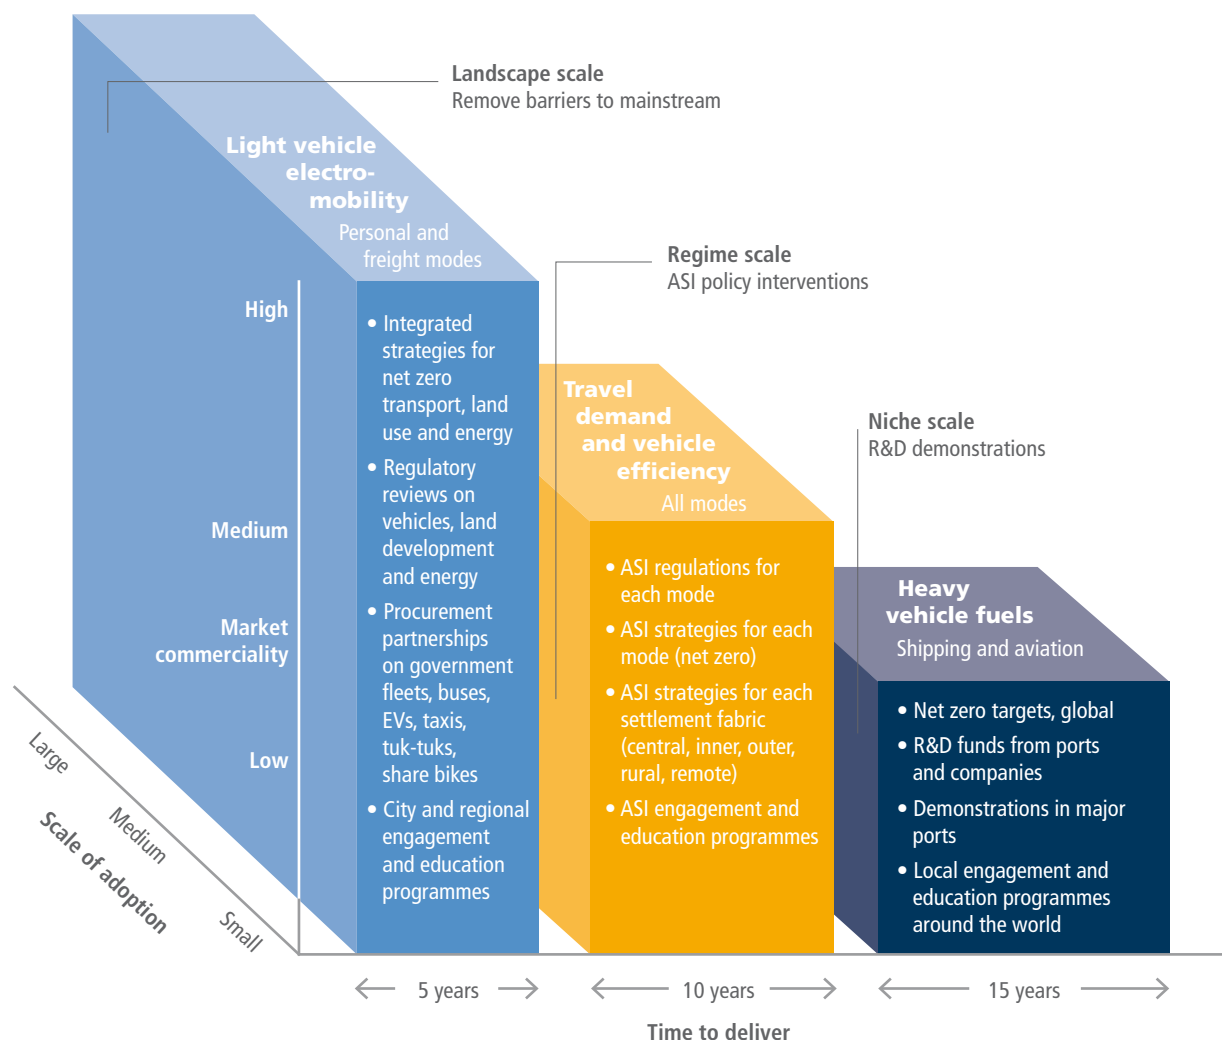 Landscape scale
Remove barriers to mainstream
Light vehicle
electro-
mobility
Personal and
freight modes
Regime scale
ASI policy interventions
High
Medium
Market
commerciality
Low
• Integrated
strategies for
net zero
transport, land
use and energy
• Regulatory
reviews on
vehicles, land
development
and energy
• Procurement
partnerships
on government
fleets, buses,
EVs, taxis,
tuk-tuks,
share bikes
• City and regional
engagement
and education
programmes
Travel
demand
and vehicle
efficiency
All modes
• ASI regulations for
each mode
• ASI strategies for each
mode (net zero)
• ASI strategies for each
settlement fabric
(central, inner, outer,
rural, remote)
• ASI engagement and
education programmes
Niche scale
R&D demonstrations
Heavy
vehicle fuels
Shipping and aviation
• Net zero targets, global
• R&D funds from ports
and companies
• Demonstrations in major
ports
• Local engagement and
education programmes
around the world
Large
Medium
Small
Scale of adoption
5 years
10 years
15 years
Time to deliver